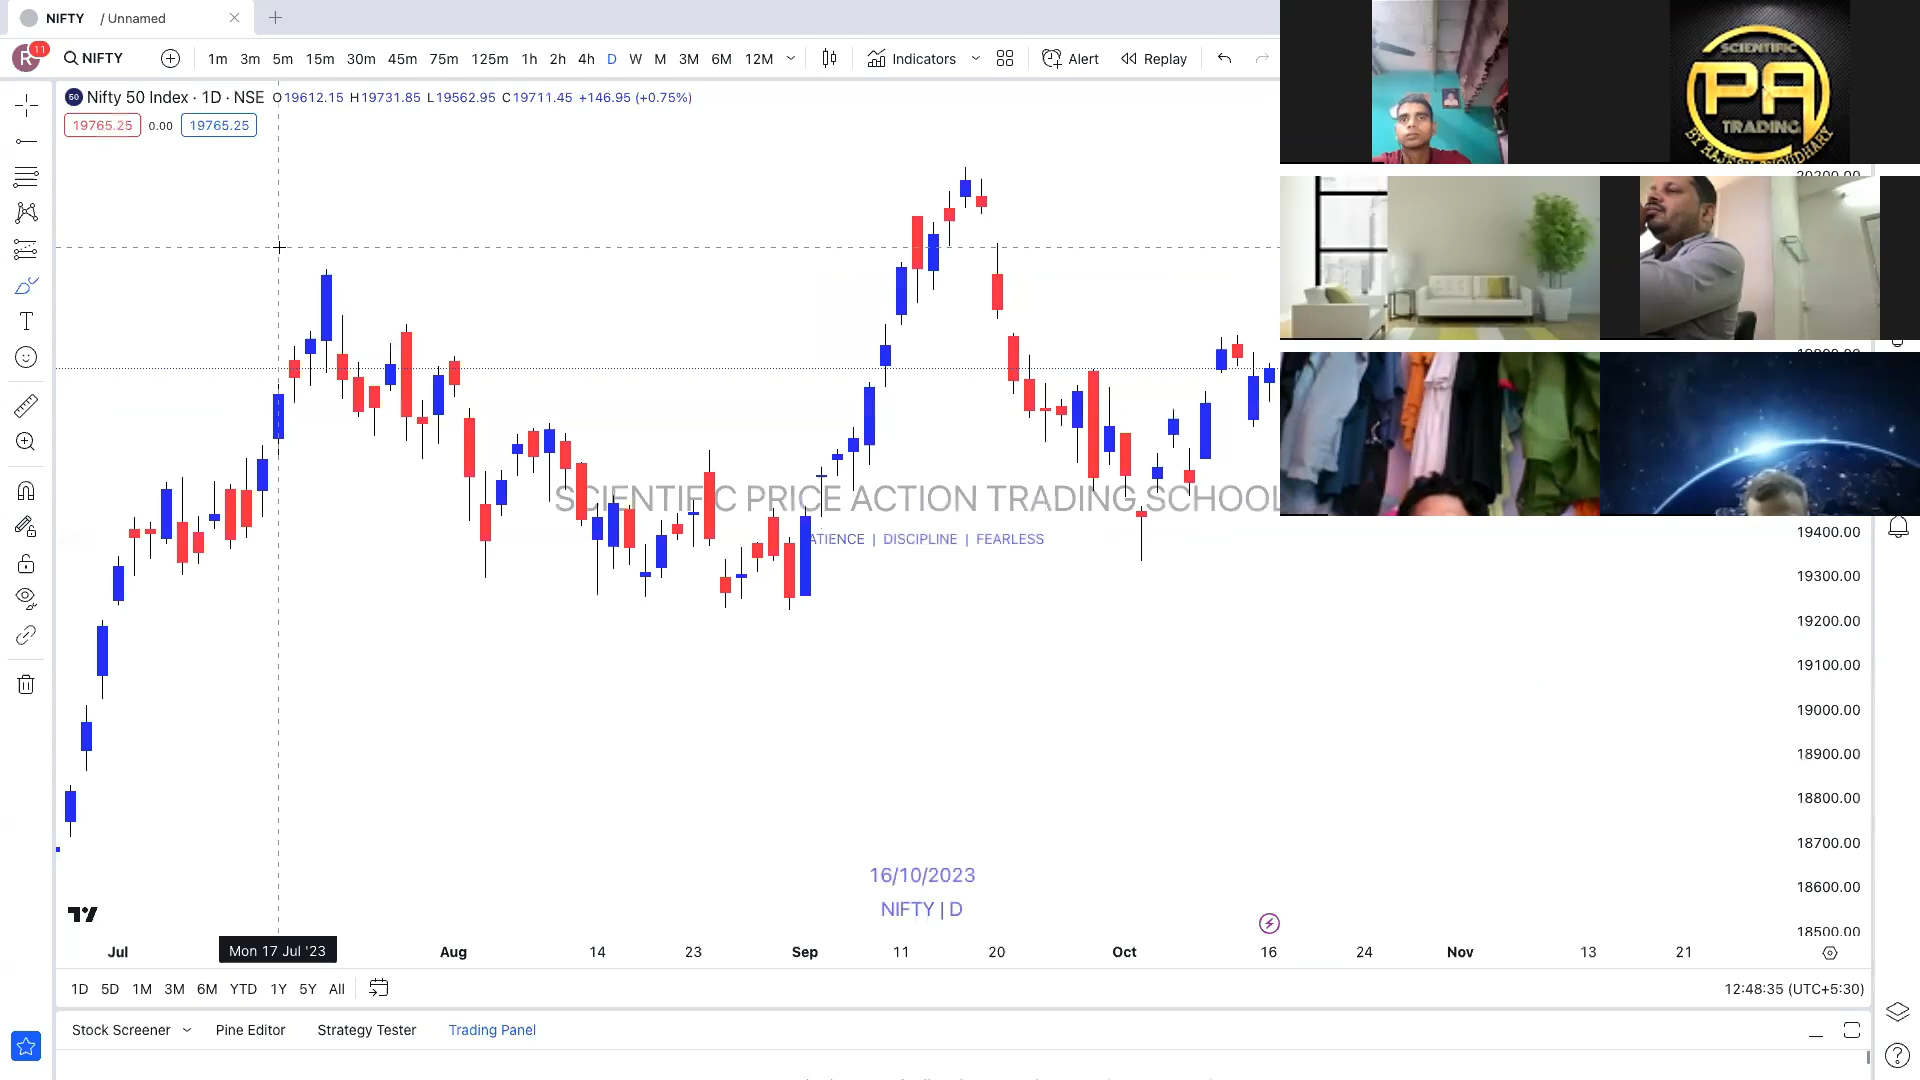 NIFTY / Unnamed
R 11 NIFTY 1m 3m 5m 15m 30m 45m 75m 125m 1h 2h 4h D W M 3M 6M 12M Indicators Alert Replay
50 Nifty 50 Index · 1D · NSE O19612.15 H19731.85 L19562.95 C19711.45 +146.95 (+0.75%)
19765.25 0.00 19765.25
SCIENTIFIC
PA
TRADING
BY RAJESH CHOUDHARY
SCIENTIFIC PRICE ACTION TRADING SCHOOL
ATIENCE | DISCIPLINE | FEARLESS
19400.00
19300.00
19200.00
19100.00
19000.00
18900.00
18800.00
18700.00
18600.00
18500.00
16/10/2023
NIFTY | D
Jul Mon 17 Jul '23 Aug 14 23 Sep 11 20 Oct 16 24 Nov 13 21
1D 5D 1M 3M 6M YTD 1Y 5Y All 12:48:35 (UTC+5:30)
Stock Screener Pine Editor Strategy Tester Trading Panel